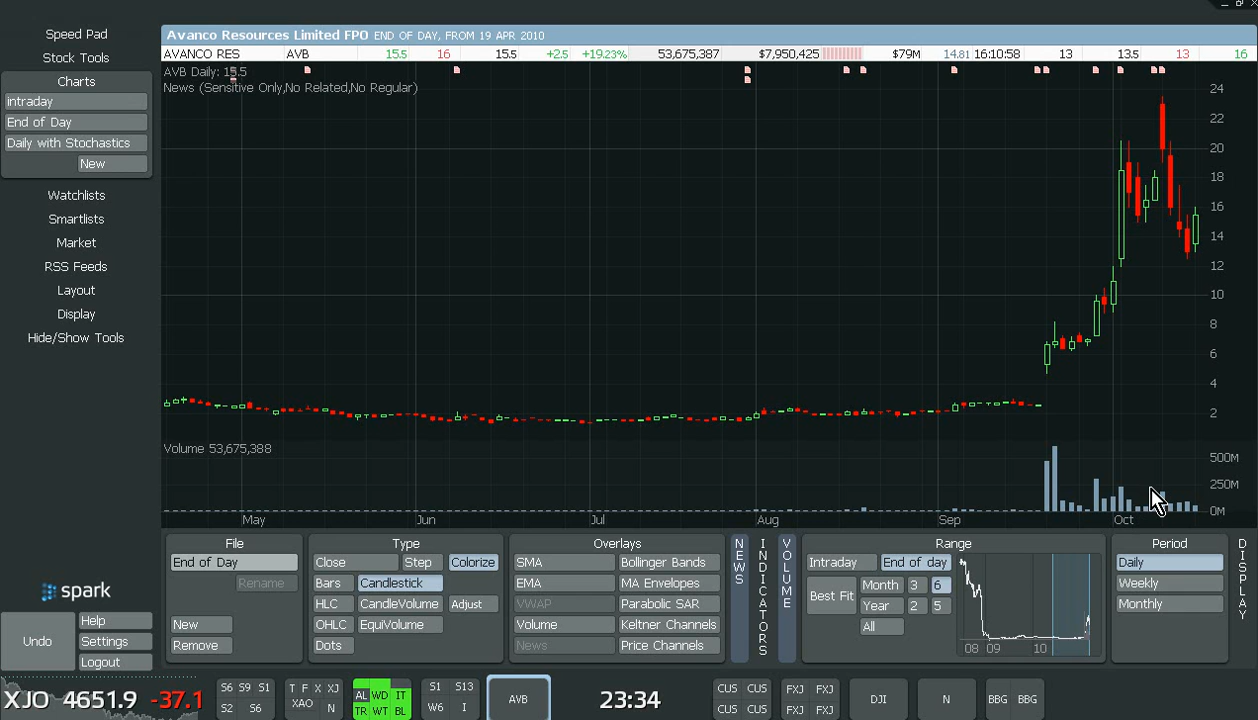 Speed Pad
Stock Tools
Charts
intraday
End of Day
Daily with Stochastics
New
Watchlists
Smartlists
Market
RSS Feeds
Layout
Display
Hide/Show Tools
spark
Undo
Help
Settings
Logout
Avanco Resources Limited FPO END OF DAY, FROM 19 APR 2010
AVANCO RES AVB 15.5 16 15.5 +2.5 +19.23% 53,675,387 $7,950,425 $79M 14.81 16:10:58 13 13.5 13 16
AVB Daily: 15.5
News (Sensitive Only,No Related,No Regular)
24
22
20
18
16
14
12
10
8
6
4
2
Volume 53,675,388
500M
250M
0M
May Jun Jul Aug Sep Oct
File
End of Day
Rename
New
Remove
Type
Close Step Colorize
Bars Candlestick
HLC CandleVolume Adjust
OHLC EquiVolume
Dots
Overlays
SMA Bollinger Bands
EMA MA Envelopes
VWAP Parabolic SAR
Volume Keltner Channels
News Price Channels
NEWS
INDICATORS
VOLUME
Range
Intraday End of day
Best Fit Month 3 6
Year 2 5
All
08 09 10
Period
Daily
Weekly
Monthly
DISPLAY
XJO 4651.9 -37.1
S6 S9 S1
S2 S6
T F X XJ
XAO N
AL WD IT
TR WT BL
S1 S13
W6 I
AVB
23:34
CUS CUS
CUS CUS
FXJ FXJ
FXJ FXJ
DJI
N
BBG BBG